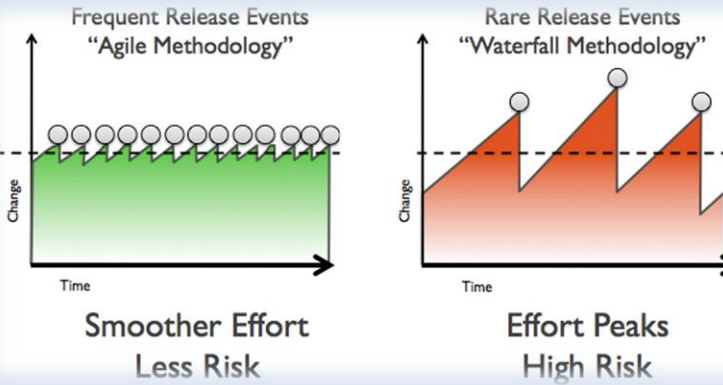 Frequent Release Events
“Agile Methodology”
Change
Time
Smoother Effort
Less Risk
Rare Release Events
“Waterfall Methodology”
Change
Time
Effort Peaks
High Risk